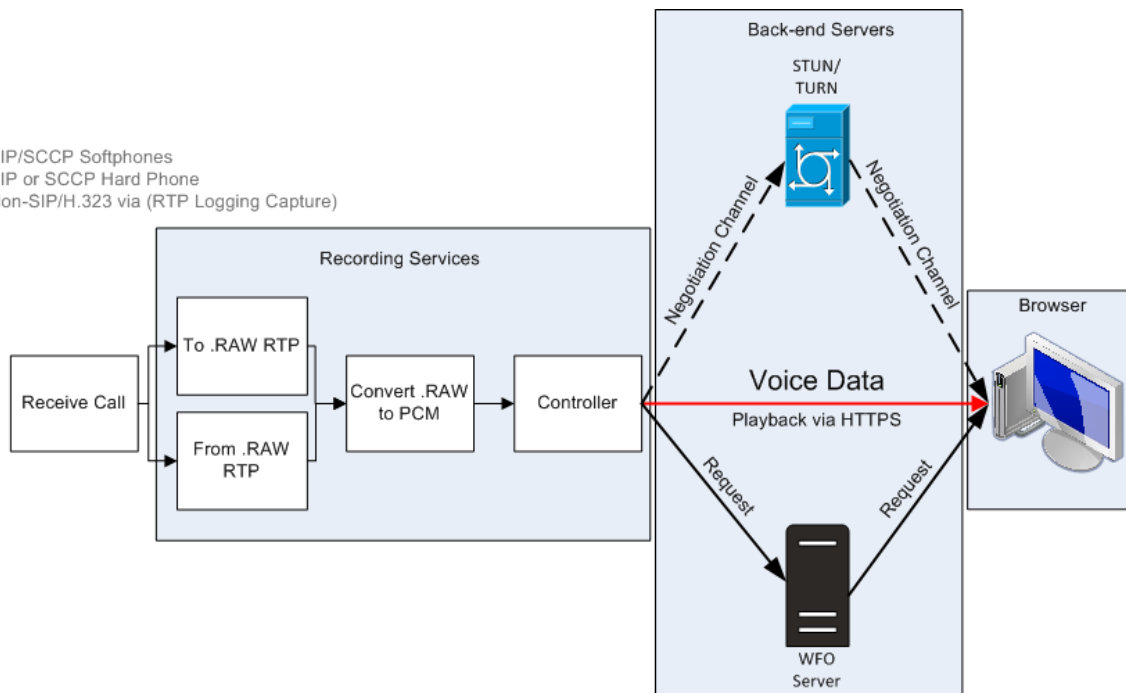 Back-end Servers
STUN/
TURN
IP/SCCP Softphones
IP or SCCP Hard Phone
on-SIP/H.323 via (RTP Logging Capture)
Negotiation Channel
Negotiation Channel
Recording Services
Browser
To .RAW RTP
Receive Call
Convert .RAW
to PCM
Controller
Voice Data
Playback via HTTPS
From .RAW
RTP
Request
Request
WFO
Server